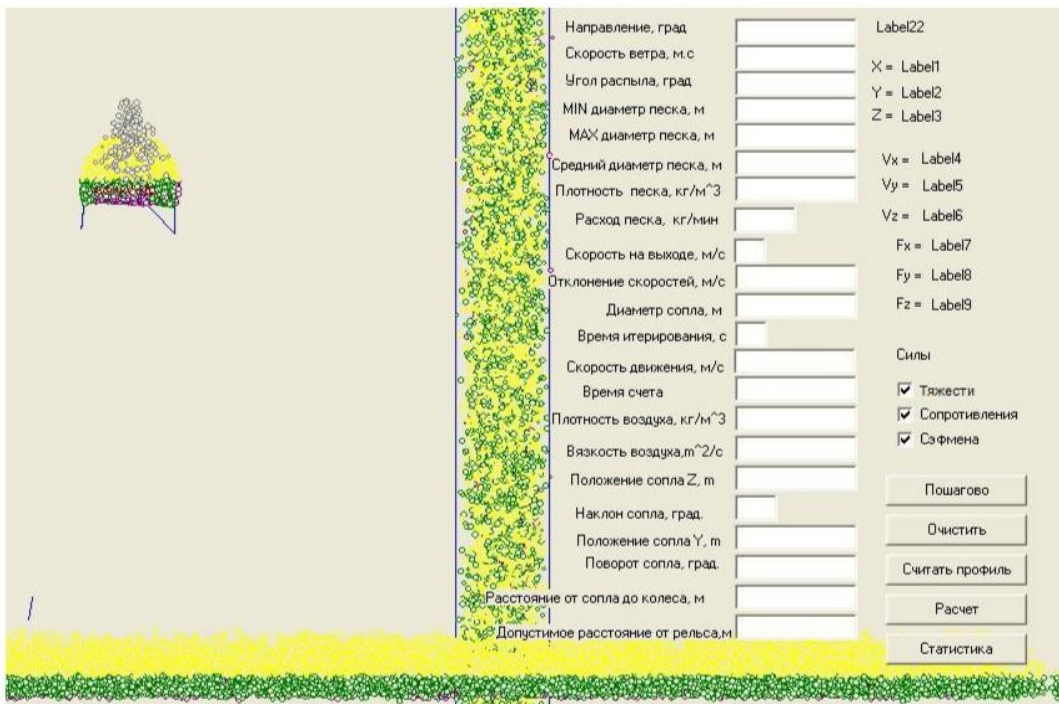 Направление, град
Label22
Скорость ветра, м.с
X = Label1
Угол распыла, град
Y = Label2
MIN диаметр песка, м
Z = Label3
MAX диаметр песка, м
Средний диаметр песка, м
Vx = Label4
Плотность песка, кг/м^3
Vy = Label5
Расход песка, кг/мин
Vz = Label6
Скорость на выходе, м/с
Fx = Label7
Отклонение скоростей, м/с
Fy = Label8
Диаметр сопла, м
Fz = Label9
Время итерирования, с
Силы
Скорость движения, м/с
Время счета
Тяжести
Плотность воздуха, кг/м^3
Сопротивления
Вязкость воздуха,m^2/с
Сэфмена
Положение сопла Z, m
Пошагово
Наклон сопла, град.
Очистить
Положение сопла Y, m
Поворот сопла, град.
Считать профиль
Расстояние от сопла до колеса, м
Расчет
Допустимое расстояние от рельса,м
Статистика